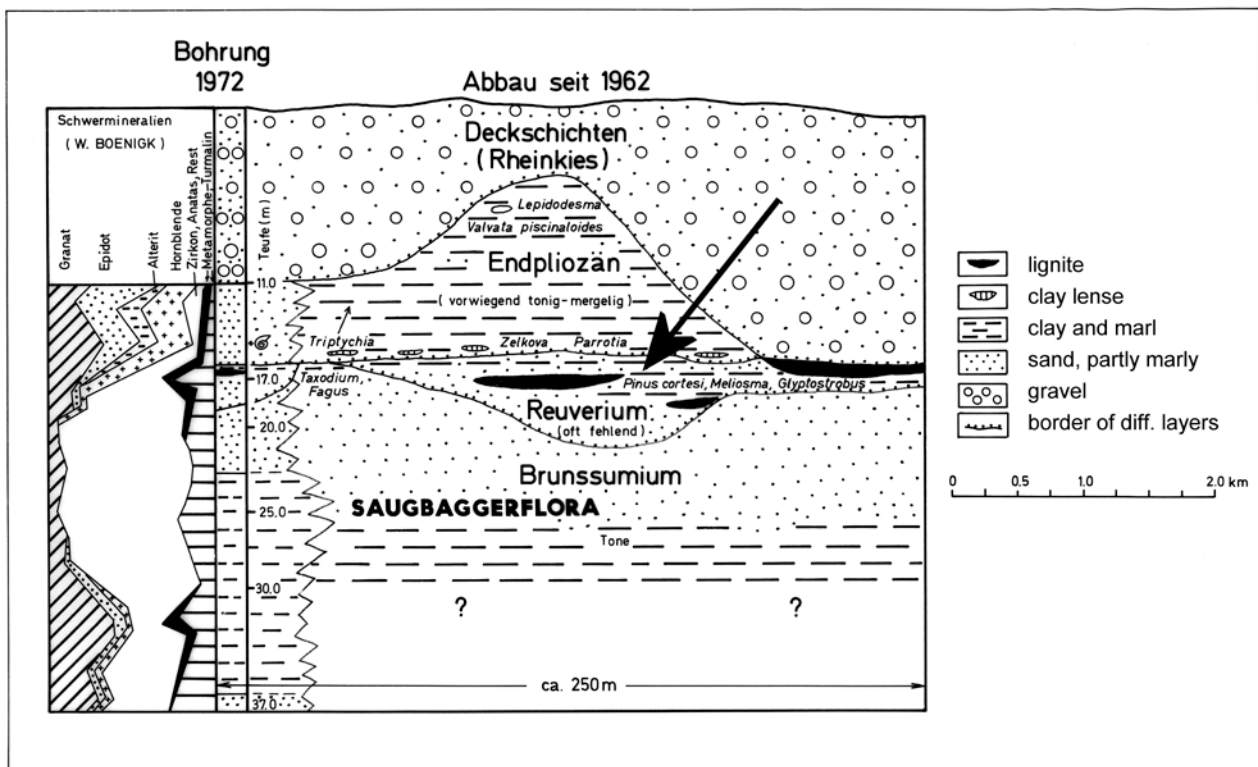 Bohrung
1972
Abbau seit 1962
Schwermineralien
(W. BOENIGK)
Granat
Epidot
Alterit
Hornblende
Zirkon, Anatas, Rest
Metamorphe-Turmalin
Teufe (m)
Deckschichten
(Rheinkies)
Lepidodesma
Valvata piscinaloides
Endpliozän
11.0
(vorwiegend tonig-mergelig)
Triptychia
Zelkova
Parrotia
17.0
Taxodium,
Fagus
Pinus cortesi, Meliosma, Glyptostrobus
Reuverium
(oft fehlend)
20.0
Brunssumium
SAUGBAGGERFLORA
25.0
Tone
30.0
?
?
ca. 250m
37.0
lignite
clay lense
clay and marl
sand, partly marly
gravel
border of diff. layers
0 0.5 1.0 2.0 km